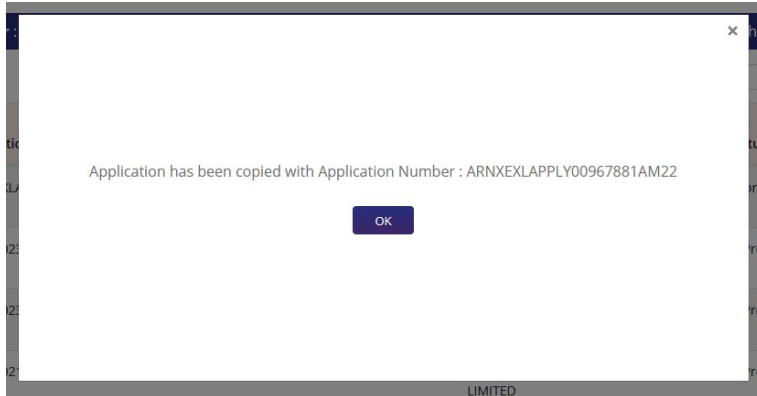 ×
Application has been copied with Application Number : ARNXEXLAPPLY00967881AM22
OK
LIMITED